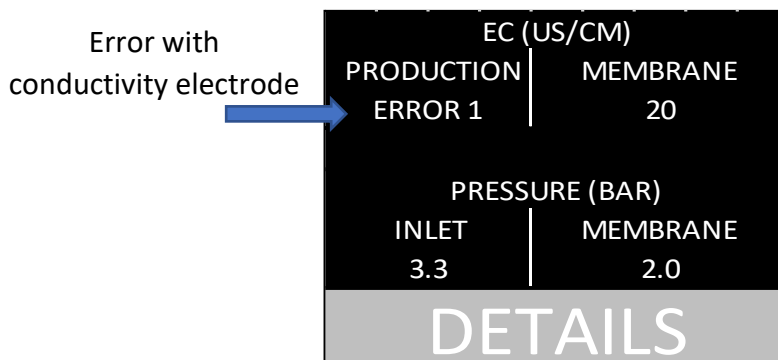 Error with
conductivity electrode
EC (US/CM)
PRODUCTION MEMBRANE
ERROR 1 20
PRESSURE (BAR)
INLET MEMBRANE
3.3 2.0
DETAILS